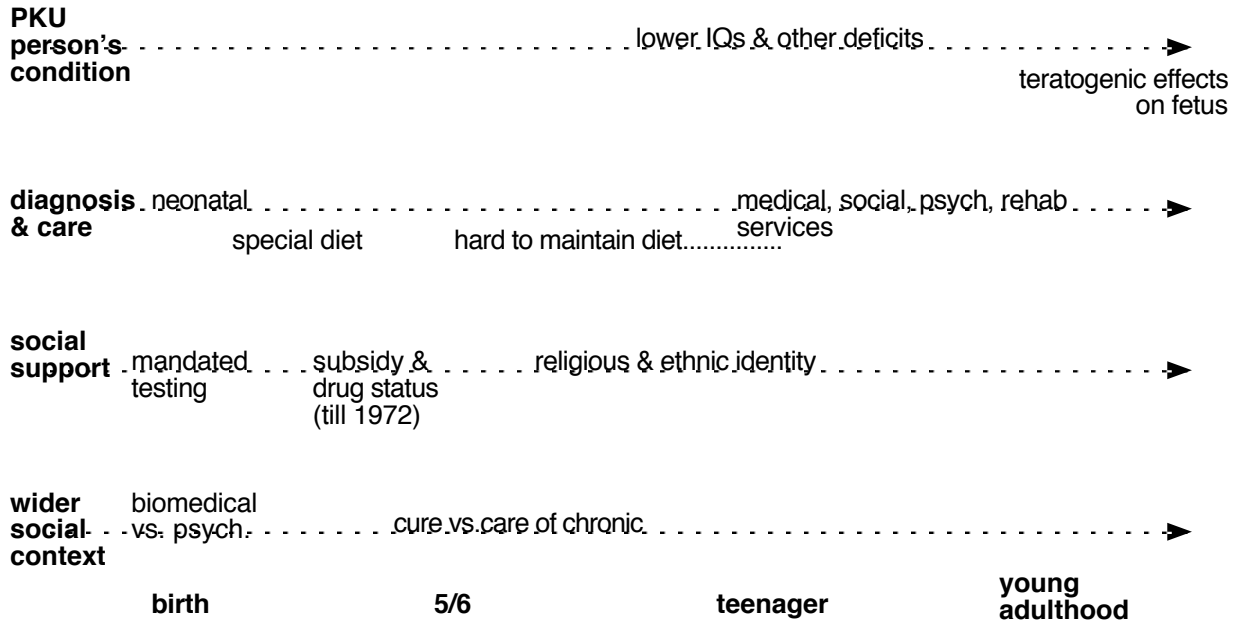 PKU
person's
condition
lower IQs & other deficits
teratogenic effects
on fetus
diagnosis
& care
neonatal
special diet
hard to maintain diet...............
medical, social, psych, rehab
services
social
support
mandated
testing
subsidy &
drug status
(till 1972)
religious & ethnic identity
wider
social
context
biomedical
vs. psych.
cure vs.care of chronic
birth
5/6
teenager
young
adulthood